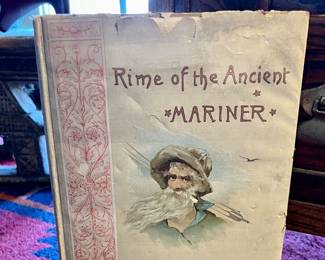 Rime of the Ancient
MARINER